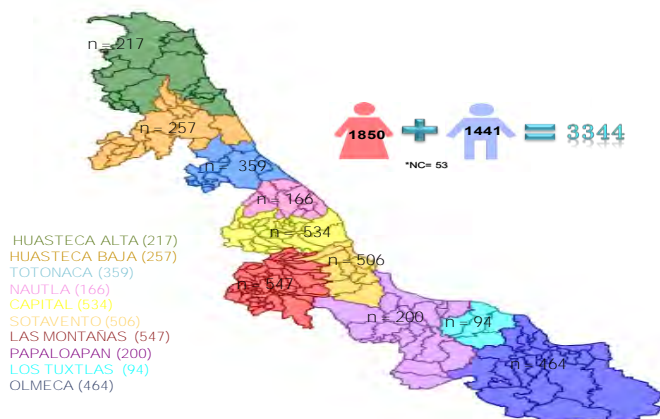 n = 217
n = 257
n = 359
n = 166
n = 534
n = 506
n = 547
n = 200
n = 94
n = 464
1850 + 1441 = 3344
*NC= 53
HUASTECA ALTA (217)
HUASTECA BAJA (257)
TOTONACA (359)
NAUTLA (166)
CAPITAL (534)
SOTAVENTO (506)
LAS MONTAÑAS (547)
PAPALOAPAN (200)
LOS TUXTLAS (94)
OLMECA (464)